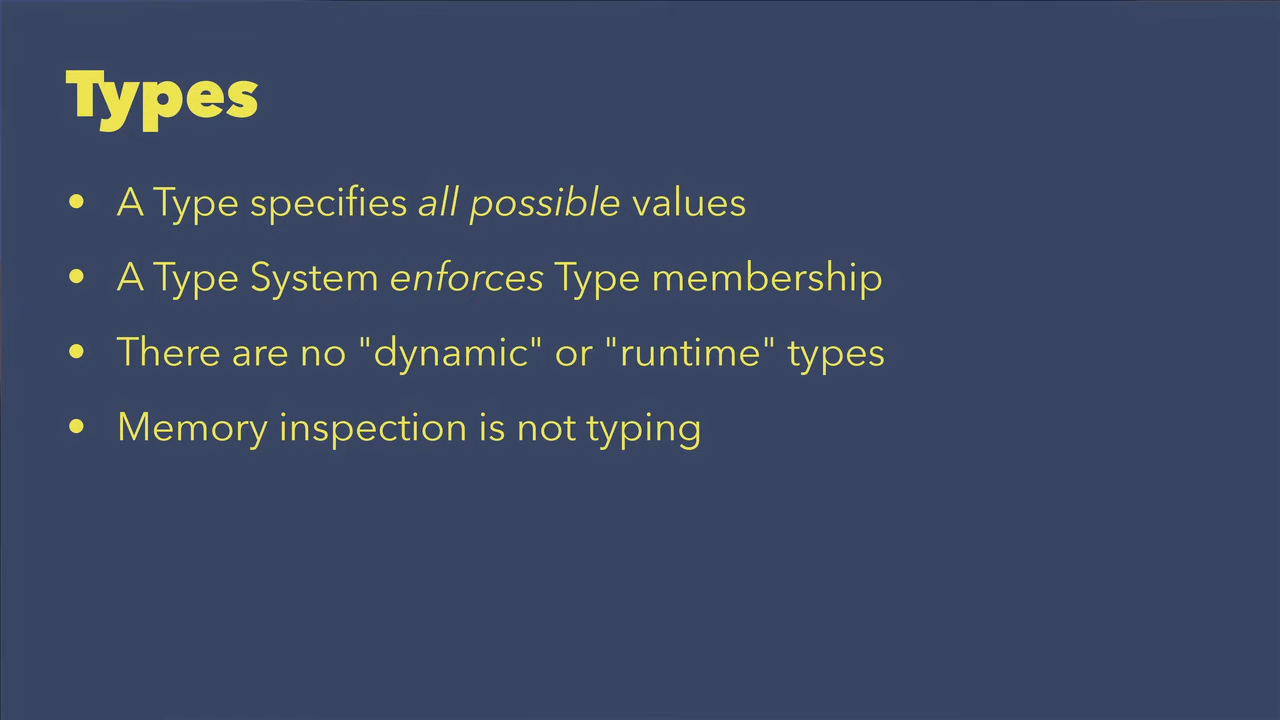 Types
• A Type specifies all possible values
• A Type System enforces Type membership
• There are no "dynamic" or "runtime" types
• Memory inspection is not typing